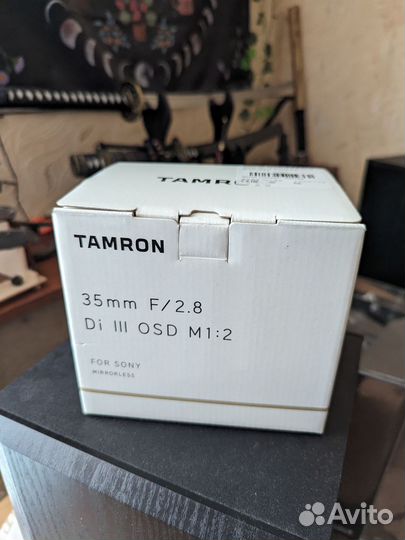 TAMRON
TAMRON
35mm F/2.8
Di III OSD M1:2
FOR SONY
MIRRORLESS
Avito